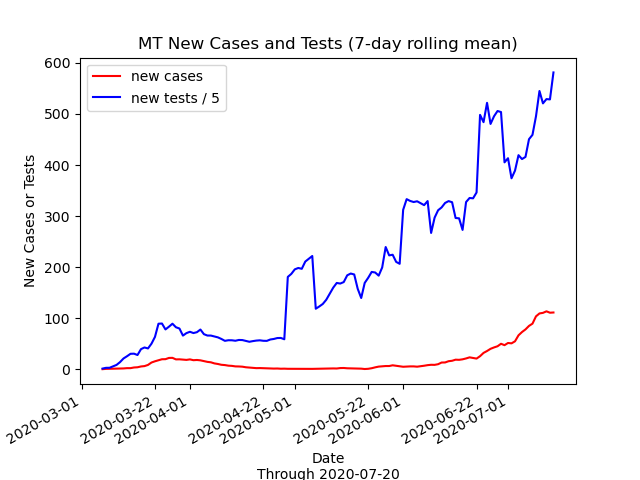 MT New Cases and Tests (7-day rolling mean)
new cases
new tests / 5
New Cases or Tests
600
500
400
300
200
100
0
2020-03-01
2020-03-22
2020-04-01
2020-04-22
2020-05-01
2020-05-22
2020-06-01
2020-06-22
2020-07-01
Date
Through 2020-07-20